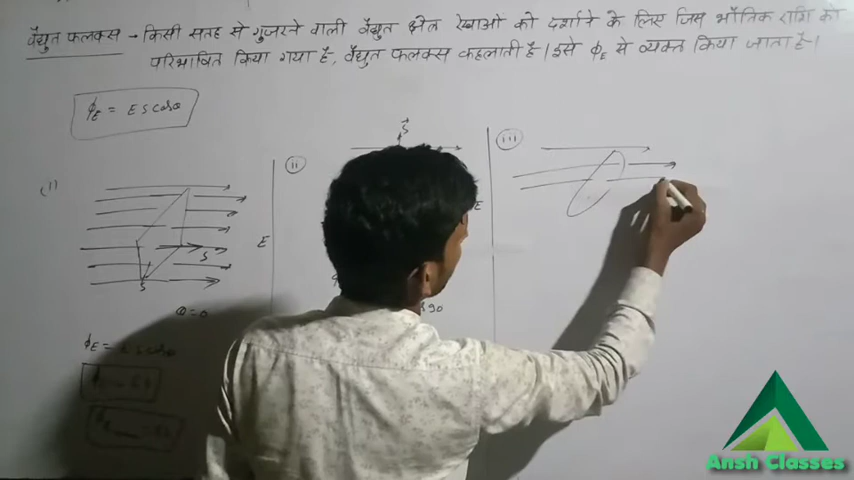 वैद्युत फलक्स - किसी सतह से गुजरने वाली वैद्युत क्षेत्र रेखाओं को दर्शाने के लिए जिस भौतिक राशि को
परिभाषित किया गया है, वैद्युत फलक्स कहलाती है। इसे ϕE से व्यक्त किया जाता है।
ϕE = E S cosθ
(i)
S
S
θ = 0
ϕE = E S cosθ
(ii)
S
E
E
90
(iii)
Ansh Classes